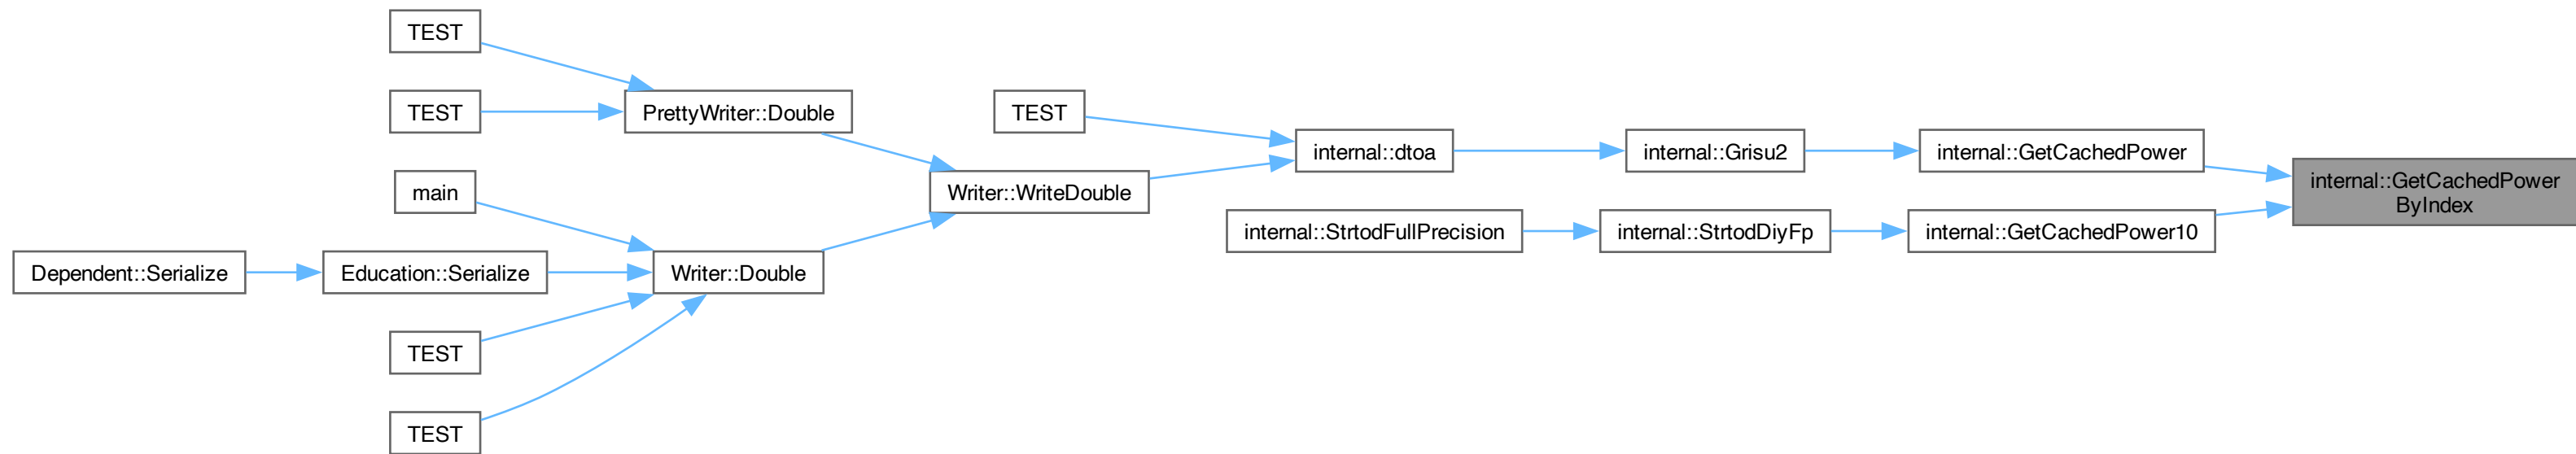 TEST
TEST
PrettyWriter::Double
TEST
main
Writer::WriteDouble
internal::dtoa
internal::Grisu2
internal::GetCachedPower
internal::GetCachedPower
ByIndex
internal::StrtodFullPrecision
internal::StrtodDiyFp
internal::GetCachedPower10
Dependent::Serialize
Education::Serialize
Writer::Double
TEST
TEST